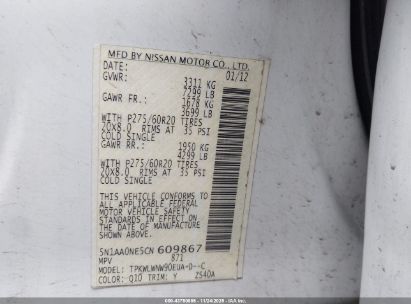 MFD BY NISSAN MOTOR CO., LTD.
DATE: 01/12
GVWR: 3311 KG
7299 LB
GAWR FR.: 1678 KG
3699 LB
WITH P275/60R20 TIRES
20X8.0 RIMS AT 35 PSI
COLD SINGLE
GAWR RR.: 1950 KG
4299 LB
WITH P275/60R20 TIRES
20X8.0 RIMS AT 35 PSI
COLD SINGLE
THIS VEHICLE CONFORMS TO
ALL APPLICABLE FEDERAL
MOTOR VEHICLE SAFETY
STANDARDS IN EFFECT ON
THE DATE OF MANUFACTURE
SHOWN ABOVE.
5N1AA0NE5CN 609867
MPV 871
MODEL: TPKWLWNW90EUA-D--C
COLOR: Q10 TRIM: Y ZS40A